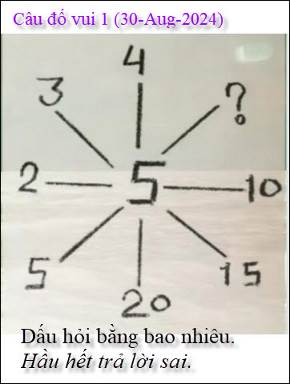 Câu đố vui 1 (30-Aug-2024)
4
3 ?
2 5 10
5 15
20
Dấu hỏi bằng bao nhiêu.
Hầu hết trả lời sai.